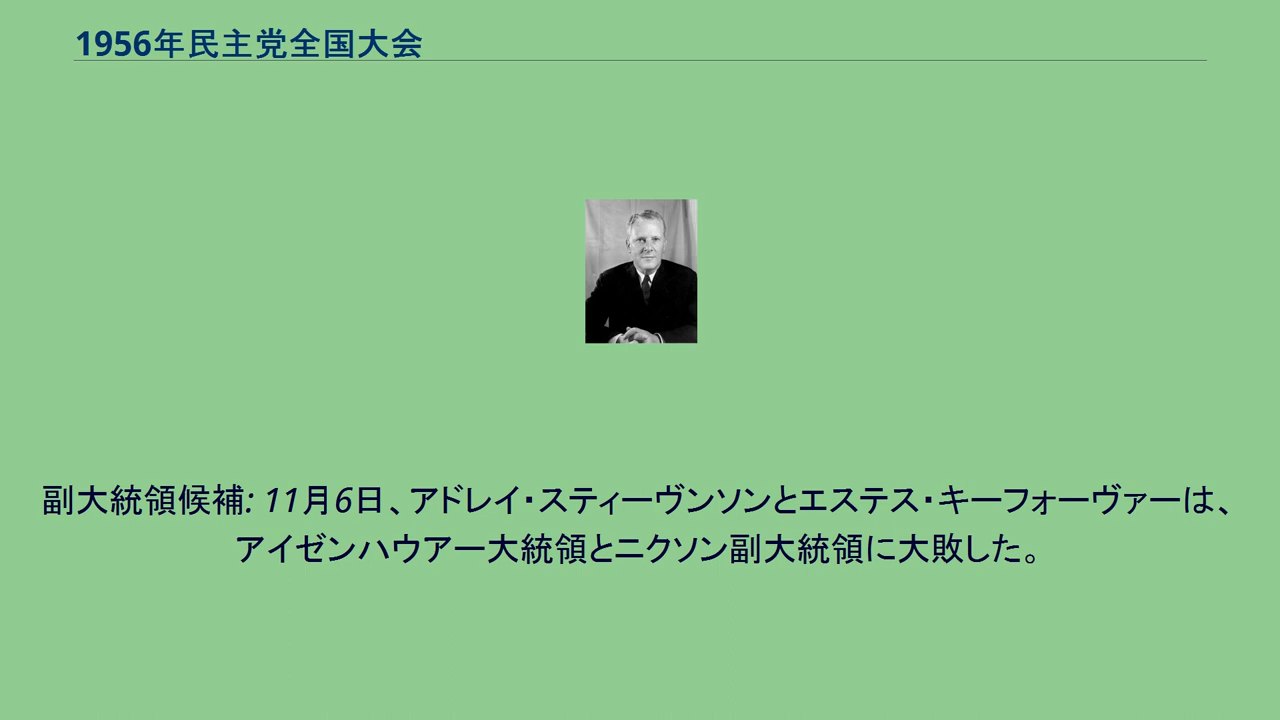 1956年民主党全国大会
副大統領候補: 11月6日、アドレイ・スティーヴンソンとエステス・キーフォーヴァーは、
アイゼンハウアー大統領とニクソン副大統領に大敗した。